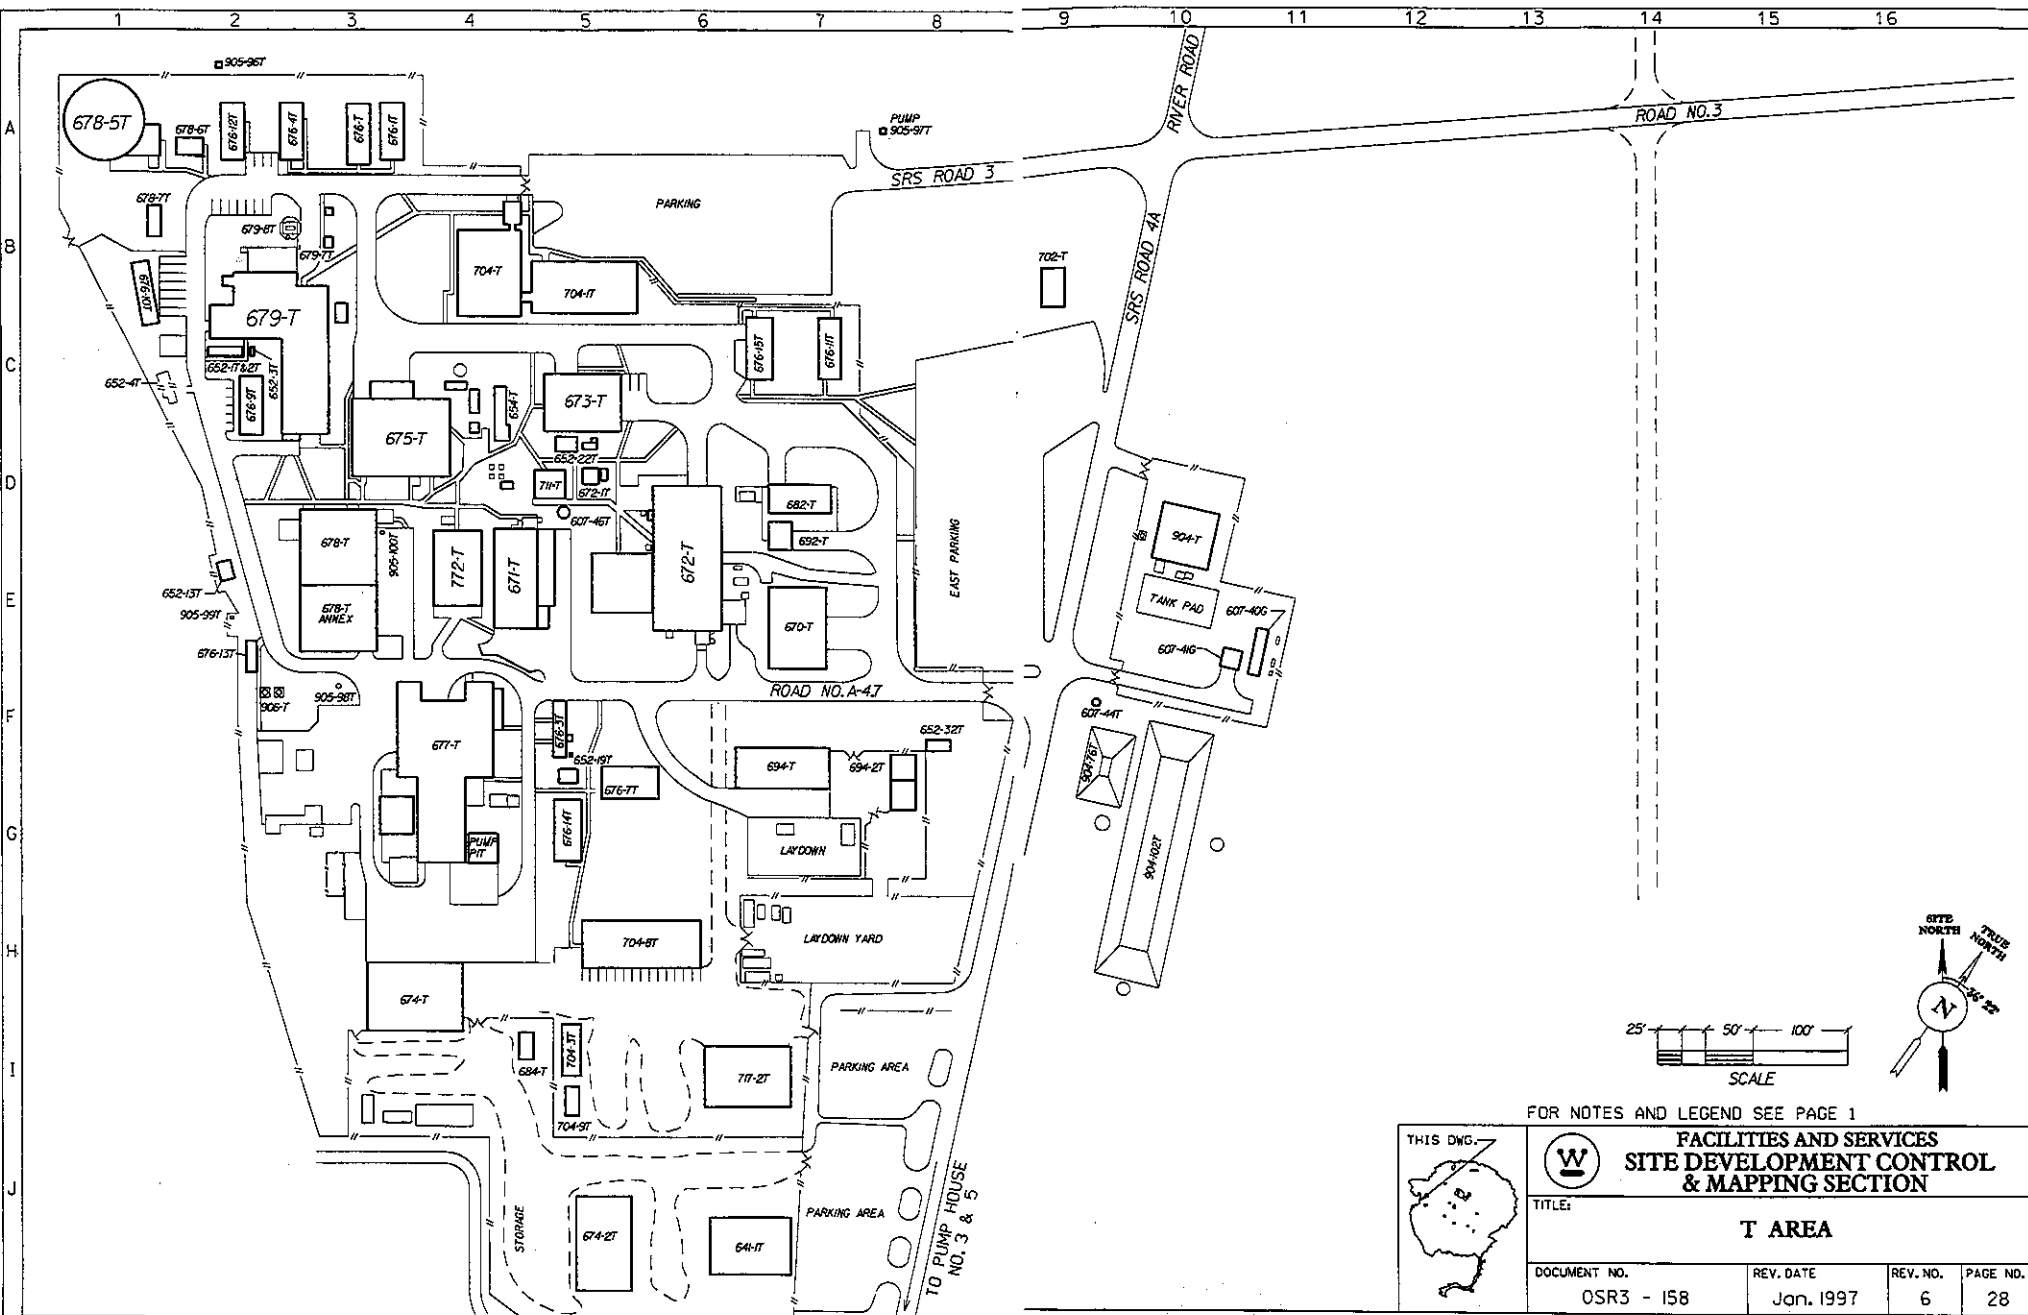 1 2 3 4 5 6 7 8 9 10 11 12 13 14 15 16
905-96T
A
678-5T
678-6T
676-12T
676-4T
676-T
676-1T
PUMP
905-97T
RIVER ROAD
ROAD NO.3
SRS ROAD 3
678-7T
PARKING
B
679-8T
679-7T
704-T
704-1T
SRS ROAD 4A
702-T
676-10T
679-T
676-15T
676-11T
C
652-1T&2T
652-3T
652-4T
676-9T
654-T
673-T
675-T
652-22T
D
711-T
672-1T
682-T
607-46T
692-T
904-T
678-T
905-100T
772-T
671-T
672-T
EAST PARKING
E
652-13T
905-99T
678-T
ANNEX
670-T
TANK PAD
607-40G
676-13T
607-41G
ROAD NO. A-4.7
905-98T
906-T
F
607-44T
677-T
676-3T
652-19T
652-32T
694-T
694-2T
904-76T
676-7T
G
676-14T
PUMP
PIT
LAYDOWN
904-102T
H
704-8T
LAYDOWN YARD
SITE
NORTH
TRUE
NORTH
N
674-T
25' 50' 100'
SCALE
I
684-T
704-3T
717-2T
PARKING AREA
704-9T
FOR NOTES AND LEGEND SEE PAGE 1
THIS DWG.
W
FACILITIES AND SERVICES
SITE DEVELOPMENT CONTROL
& MAPPING SECTION
J
STORAGE
674-2T
641-1T
PARKING AREA
TO PUMP HOUSE
NO. 3 & 5
TITLE:
T AREA
DOCUMENT NO. REV. DATE REV. NO. PAGE NO.
OSR3 - 158 Jan. 1997 6 28